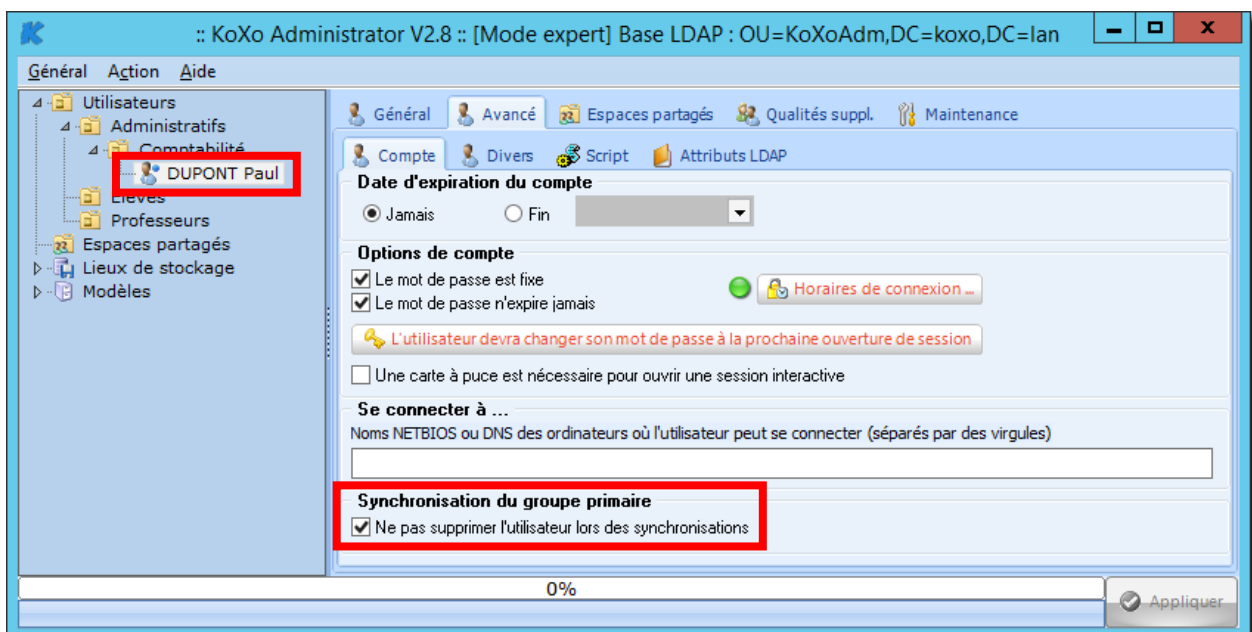 :: KoXo Administrator V2.8 :: [Mode expert] Base LDAP : OU=KoXoAdm,DC=koxo,DC=lan
Général Action Aide
Utilisateurs
Administratifs
Comptabilité
DUPONT Paul
Elèves
Professeurs
Espaces partagés
Lieux de stockage
Modèles
Général Avancé Espaces partagés Qualités suppl. Maintenance
Compte Divers Script Attributs LDAP
Date d'expiration du compte
Jamais Fin
Options de compte
Le mot de passe est fixe
Horaires de connexion ...
Le mot de passe n'expire jamais
L'utilisateur devra changer son mot de passe à la prochaine ouverture de session
Une carte à puce est nécessaire pour ouvrir une session interactive
Se connecter à ...
Noms NETBIOS ou DNS des ordinateurs où l'utilisateur peut se connecter (séparés par des virgules)
Synchronisation du groupe primaire
Ne pas supprimer l'utilisateur lors des synchronisations
0%
Appliquer